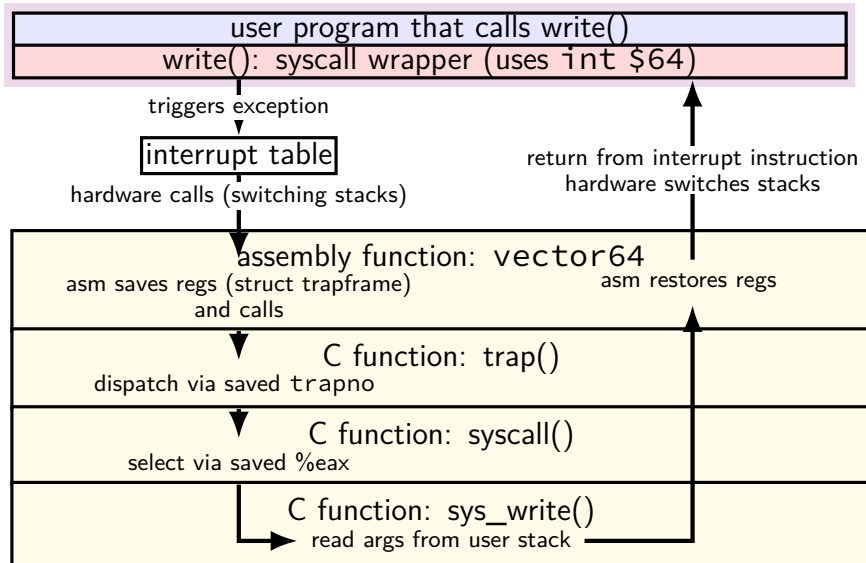 user program that calls write()
write(): syscall wrapper (uses int $64)
triggers exception
interrupt table
hardware calls (switching stacks)
return from interrupt instruction
hardware switches stacks
assembly function: vector64
asm saves regs (struct trapframe)
and calls
asm restores regs
C function: trap()
dispatch via saved trapno
C function: syscall()
select via saved %eax
C function: sys_write()
read args from user stack